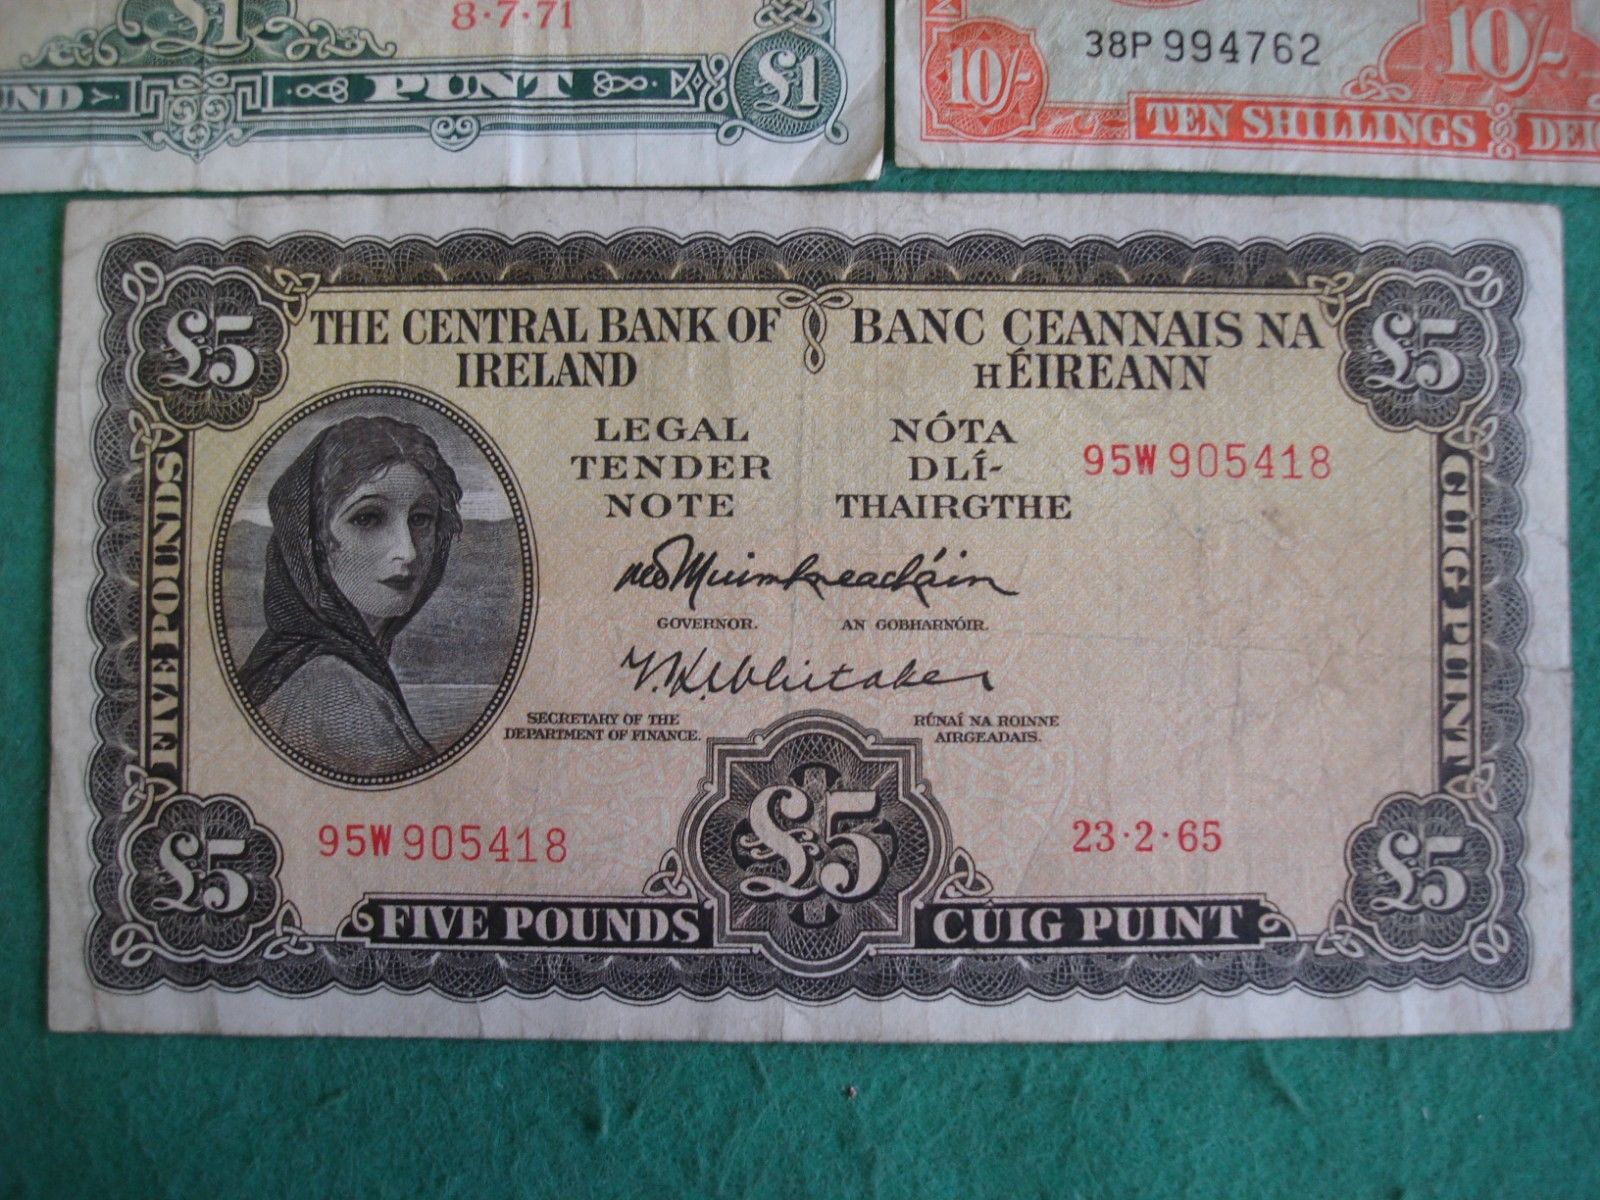 £1
8·7·71
PUNT
£1
10/-
38P 994762
10/-
TEN SHILLINGS
£5
THE CENTRAL BANK OF
IRELAND
BANC CEANNAIS NA
hÉIREANN
£5
LEGAL
TENDER
NOTE
NÓTA
DLÍ-
THAIRGTHE
95W 905418
FIVE POUNDS
CÚIG PUINT
GOVERNOR.
AN GOBHARNÓIR.
T.K. Whitaker
SECRETARY OF THE
DEPARTMENT OF FINANCE.
RÚNAÍ NA ROINNE
AIRGEADAIS.
95W 905418
£5
23·2·65
£5
£5
FIVE POUNDS
CÚIG PUINT